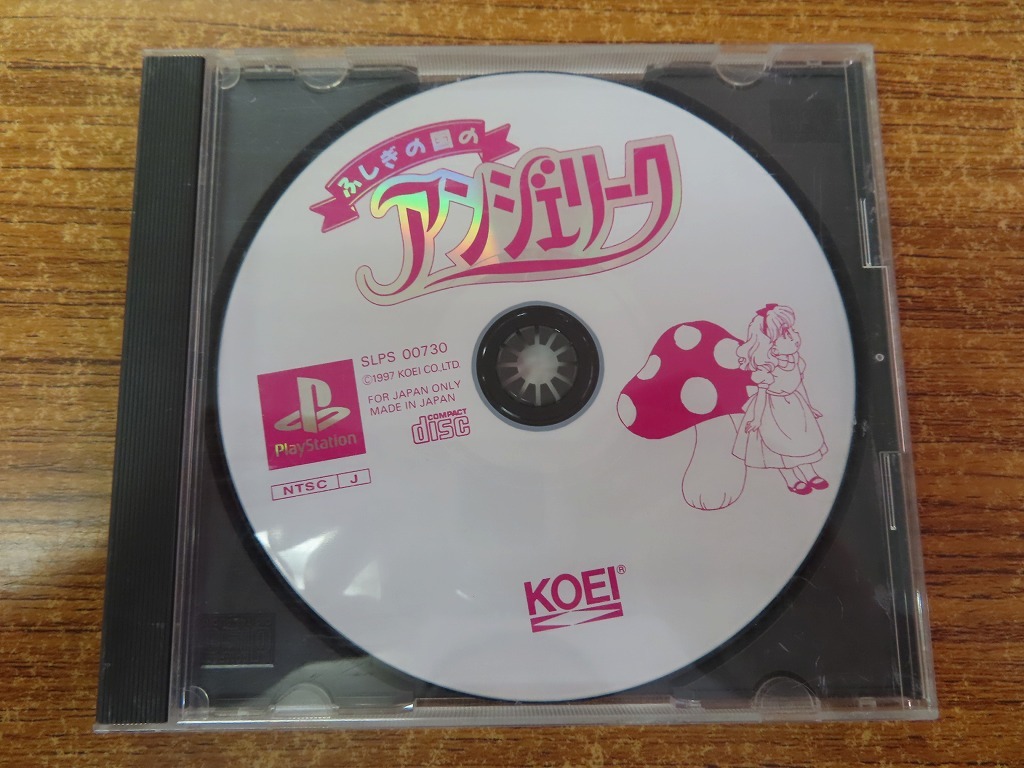 ふしぎの国の
アンジェリーク
SLPS 00730
©1997 KOEI CO.,LTD.
FOR JAPAN ONLY
MADE IN JAPAN
PlayStation
COMPACT
disc
NTSC J
KOEI®